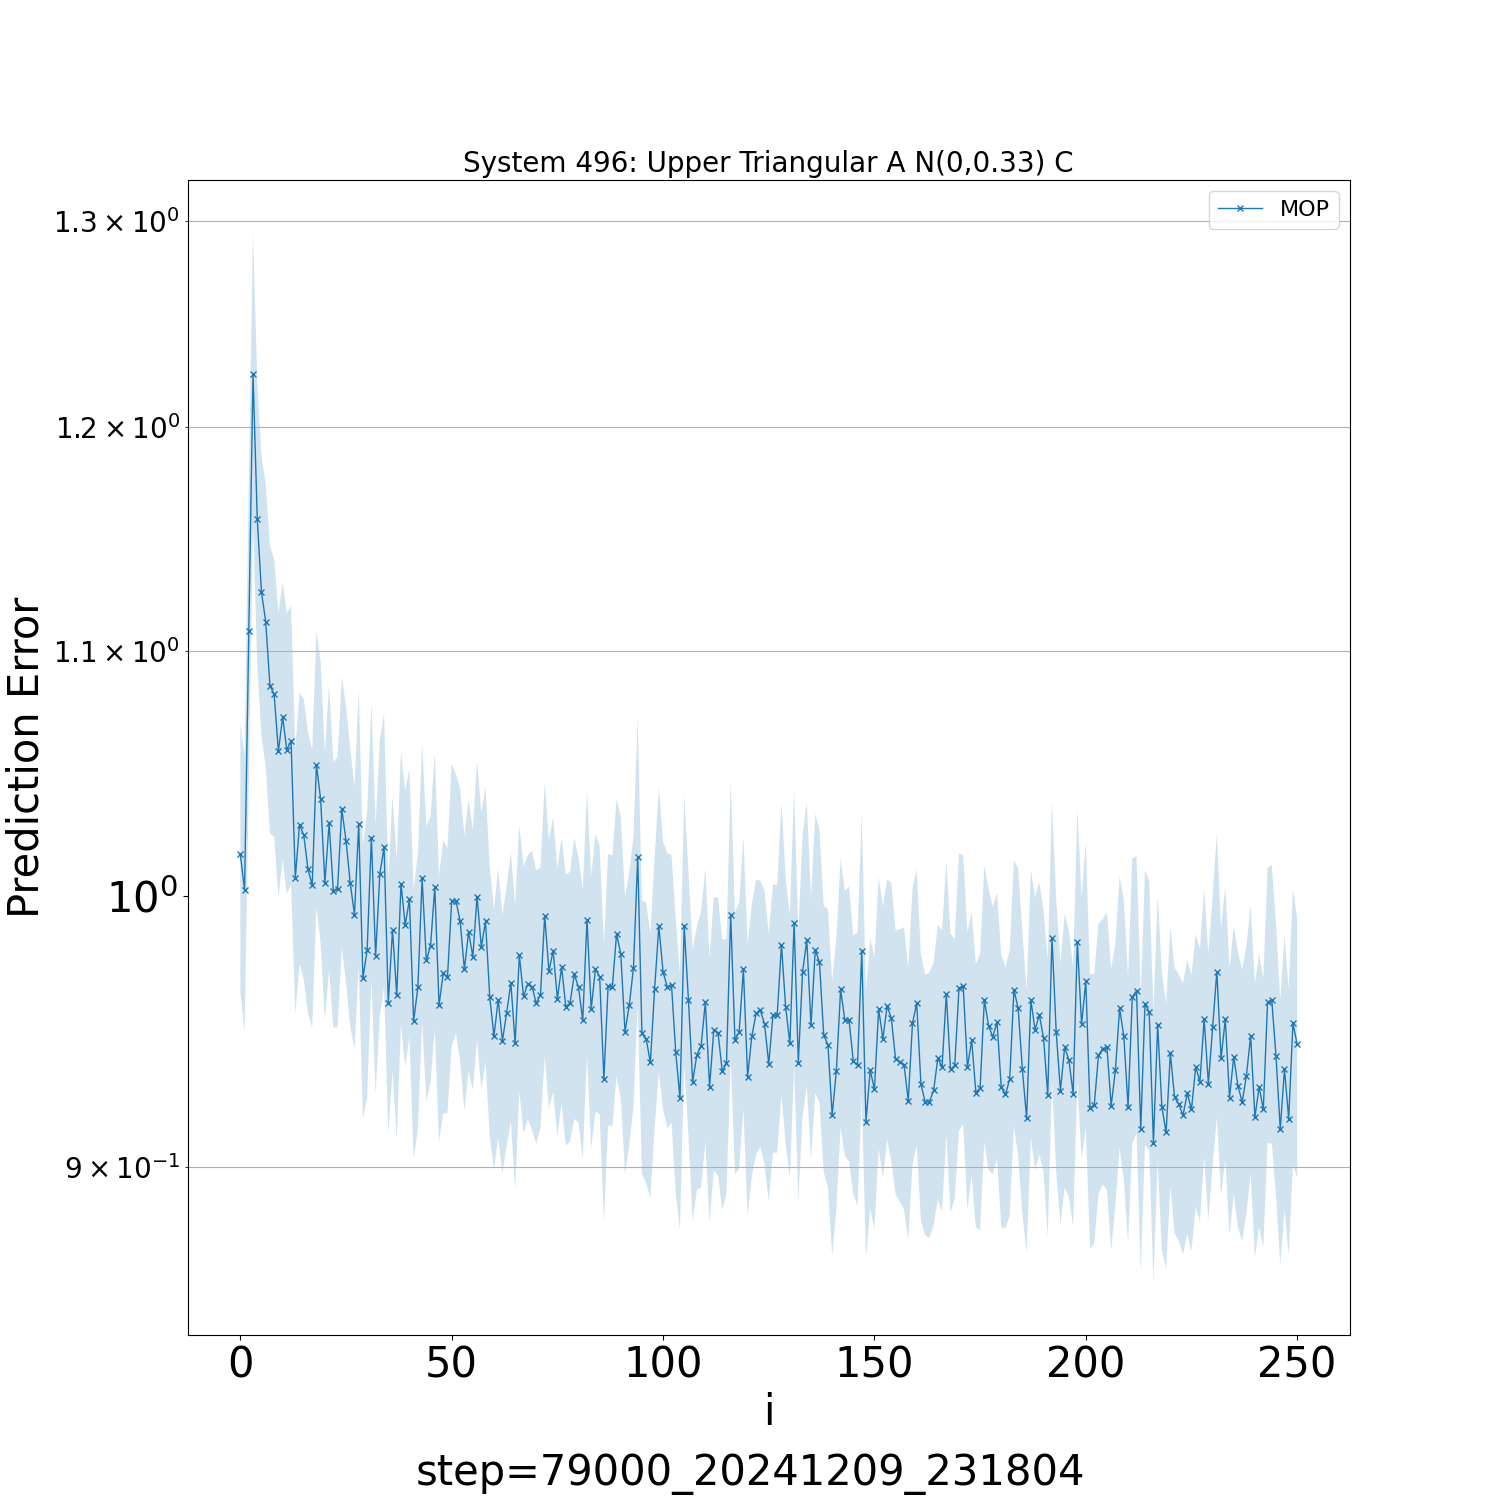 System 496: Upper Triangular A N(0,0.33) C
MOP
1.3 × 10⁰
1.2 × 10⁰
1.1 × 10⁰
10⁰
9 × 10⁻¹
Prediction Error
0 50 100 150 200 250
i
step=79000_20241209_231804